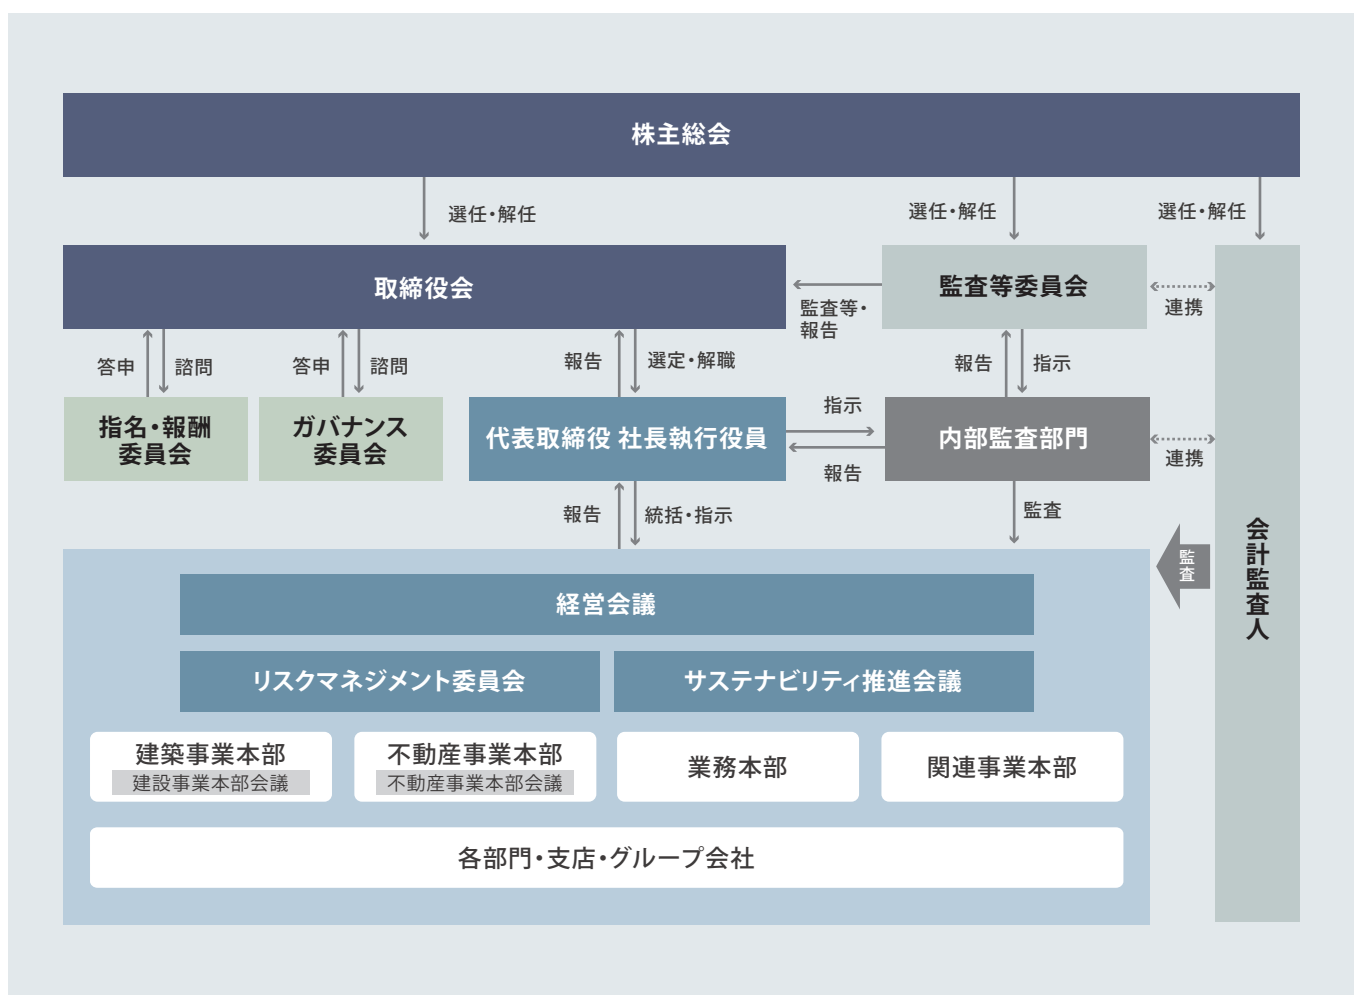 株主総会
選任・解任
選任・解任
選任・解任
取締役会
監査等委員会
監査等・
報告
連携
答申
諮問
答申
諮問
報告
選定・解職
報告
指示
指名・報酬
委員会
ガバナンス
委員会
代表取締役 社長執行役員
指示
報告
内部監査部門
連携
報告
統括・指示
監査
監査
会計監査人
経営会議
リスクマネジメント委員会
サステナビリティ推進会議
建築事業本部
建設事業本部会議
不動産事業本部
不動産事業本部会議
業務本部
関連事業本部
各部門・支店・グループ会社